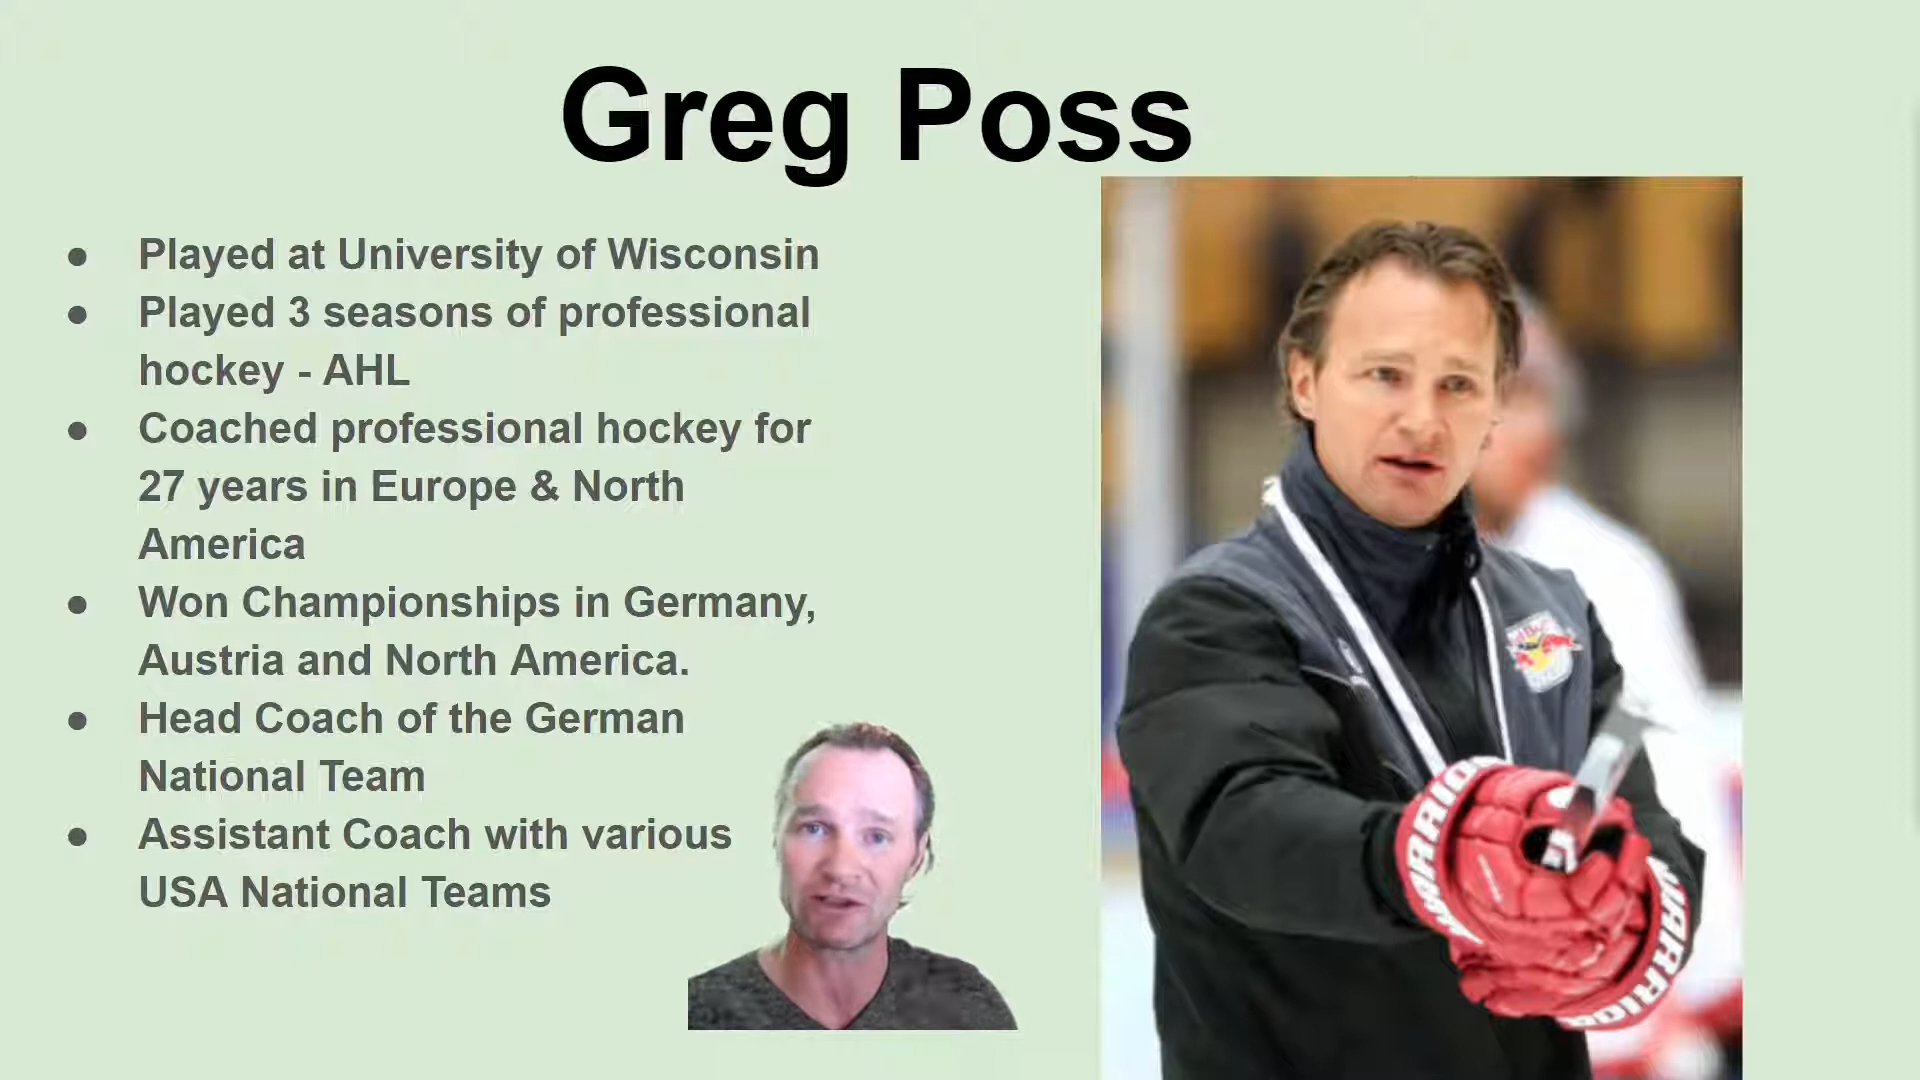 Greg Poss
● Played at University of Wisconsin
● Played 3 seasons of professional
hockey - AHL
● Coached professional hockey for
27 years in Europe & North
America
● Won Championships in Germany,
Austria and North America.
● Head Coach of the German
National Team
● Assistant Coach with various
USA National Teams
WARRIOR
WARRIOR